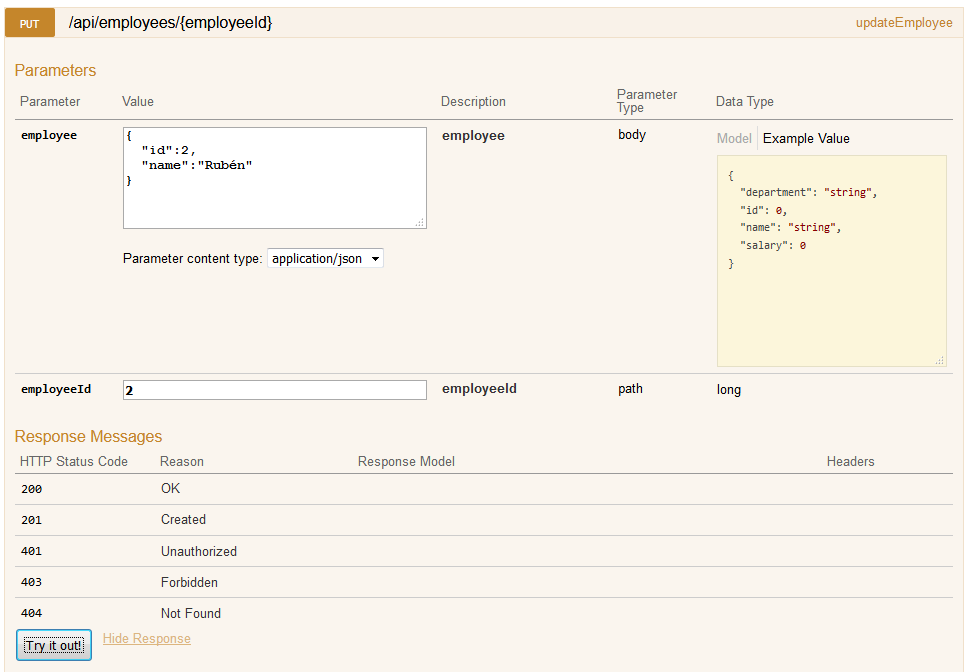 PUT /api/employees/{employeeId} updateEmployee
Parameters
Parameter Value Description Parameter Type Data Type
employee
{
"id":2,
"name":"Rubén"
}
Parameter content type: application/json
employee
body
Model Example Value
{
"department": "string",
"id": 0,
"name": "string",
"salary": 0
}
employeeId 2 employeeId path long
Response Messages
HTTP Status Code Reason Response Model Headers
200 OK
201 Created
401 Unauthorized
403 Forbidden
404 Not Found
Try it out! Hide Response